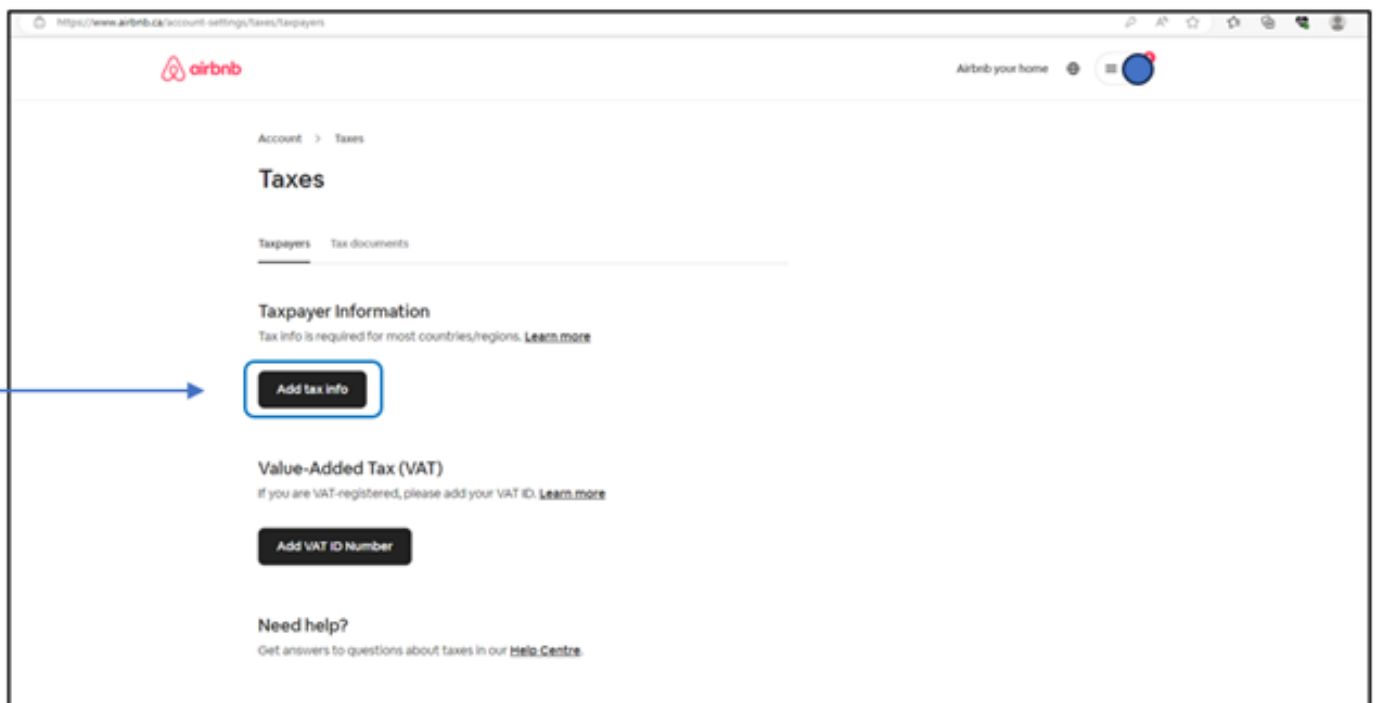 https://www.airbnb.ca/account-settings/taxes/taxpayers
airbnb
Airbnb your home
Account > Taxes
Taxes
Taxpayers Tax documents
Taxpayer Information
Tax info is required for most countries/regions. Learn more
Add tax info
Value-Added Tax (VAT)
If you are VAT-registered, please add your VAT ID. Learn more
Add VAT ID Number
Need help?
Get answers to questions about taxes in our Help Centre.